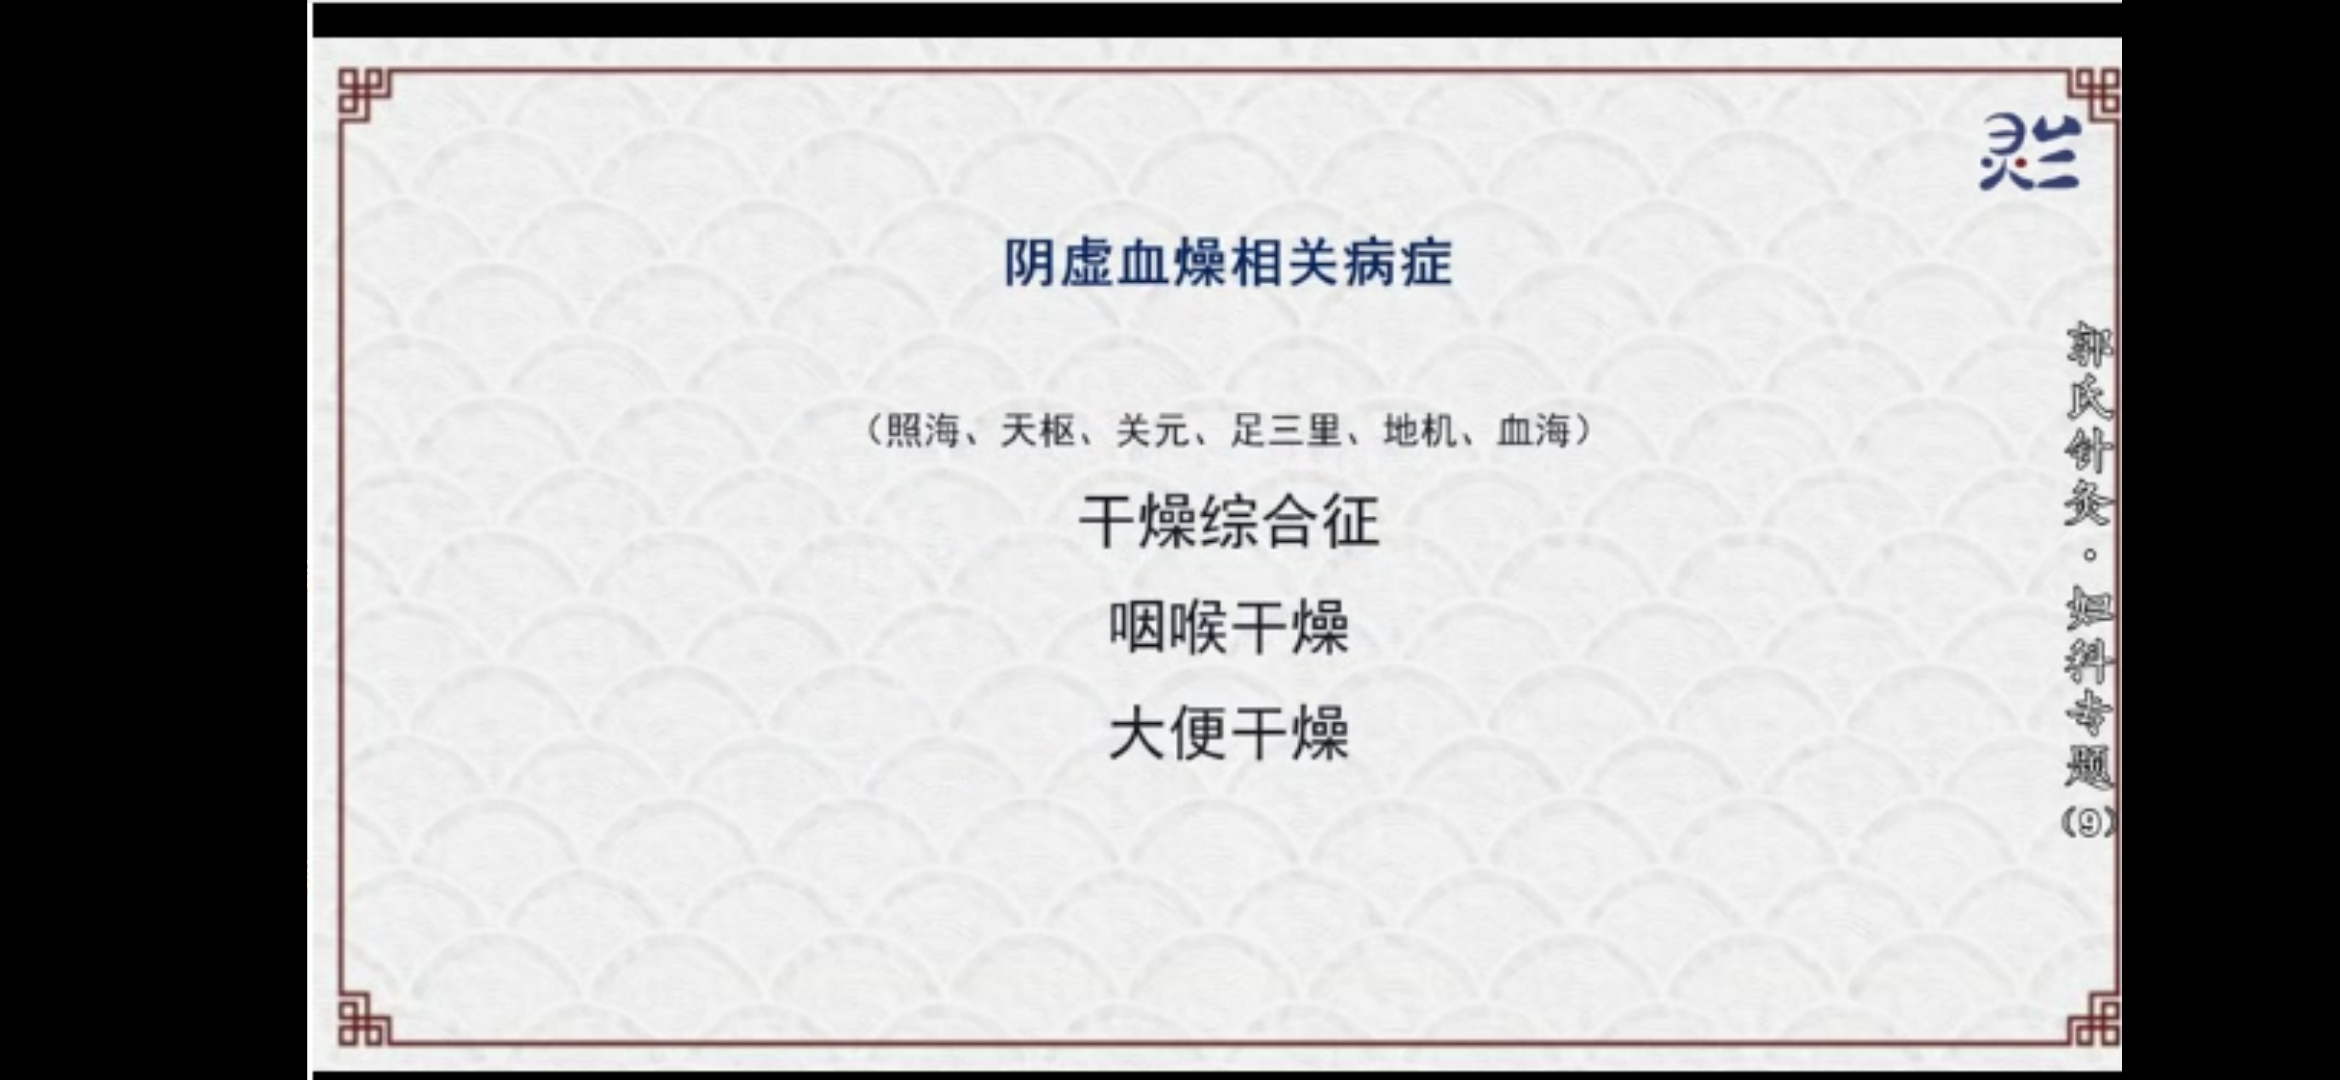 阴虚血燥相关病症
（照海、天枢、关元、足三里、地机、血海）
干燥综合征
咽喉干燥
大便干燥
郭氏针灸·妇科专题(9)
灵兰